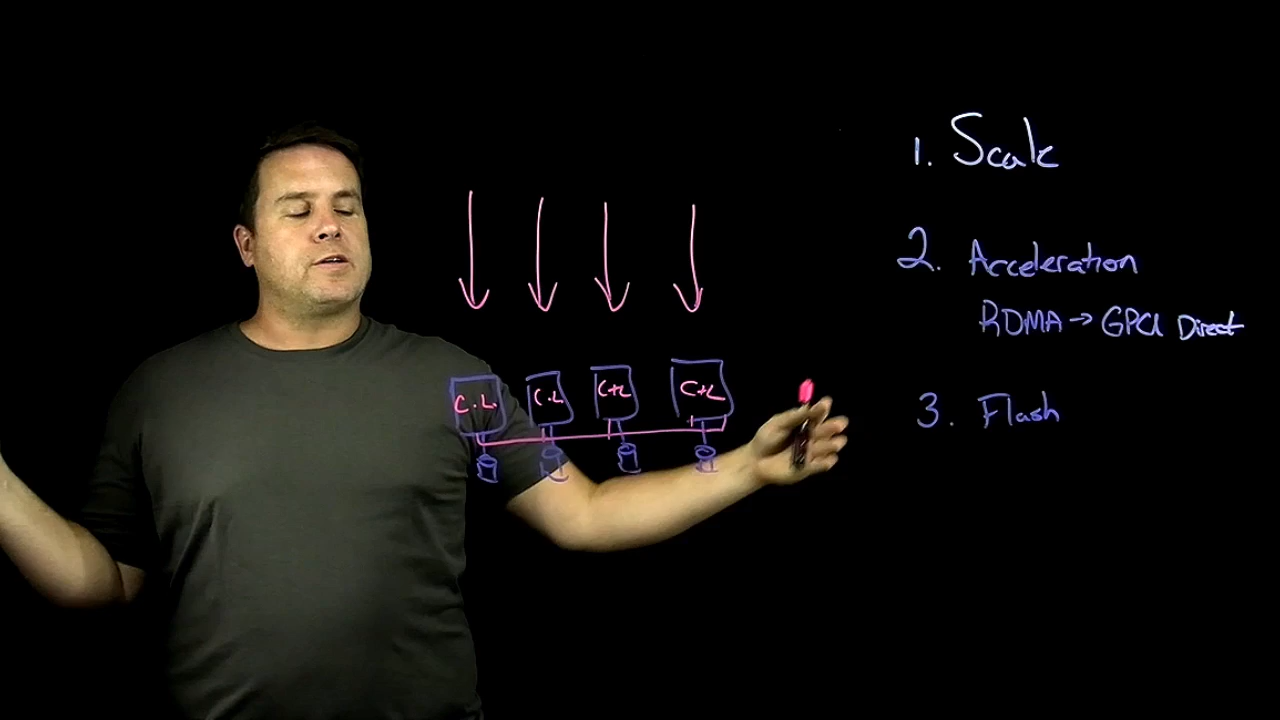 1. Scale
2. Acceleration
RDMA → GPU Direct
C+L. C+L C+L C+L
3. Flash